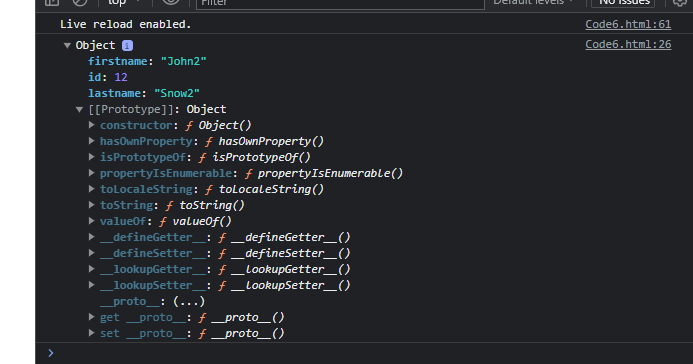 top
Filter
Default levels
No Issues
Live reload enabled. Code6.html:61
Code6.html:26
Object i
firstname: "John2"
id: 12
lastname: "Snow2"
[[Prototype]]: Object
constructor: ƒ Object()
hasOwnProperty: ƒ hasOwnProperty()
isPrototypeOf: ƒ isPrototypeOf()
propertyIsEnumerable: ƒ propertyIsEnumerable()
toLocaleString: ƒ toLocaleString()
toString: ƒ toString()
valueOf: ƒ valueOf()
__defineGetter__: ƒ __defineGetter__()
__defineSetter__: ƒ __defineSetter__()
__lookupGetter__: ƒ __lookupGetter__()
__lookupSetter__: ƒ __lookupSetter__()
__proto__: (...)
get __proto__: ƒ __proto__()
set __proto__: ƒ __proto__()